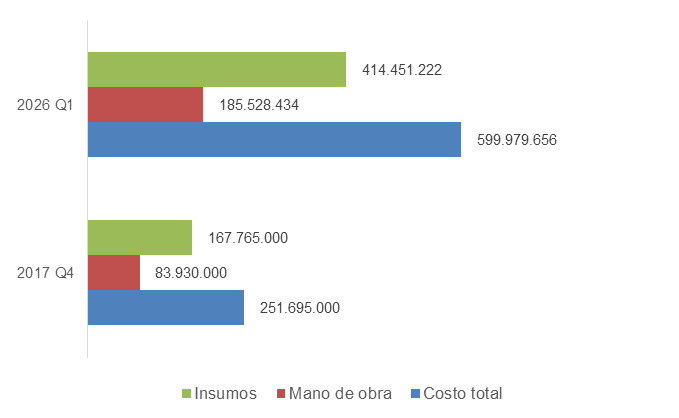 414.451.222
2026 Q1
185.528.434
599.979.656
167.765.000
2017 Q4
83.930.000
251.695.000
Insumos
Mano de obra
Costo total